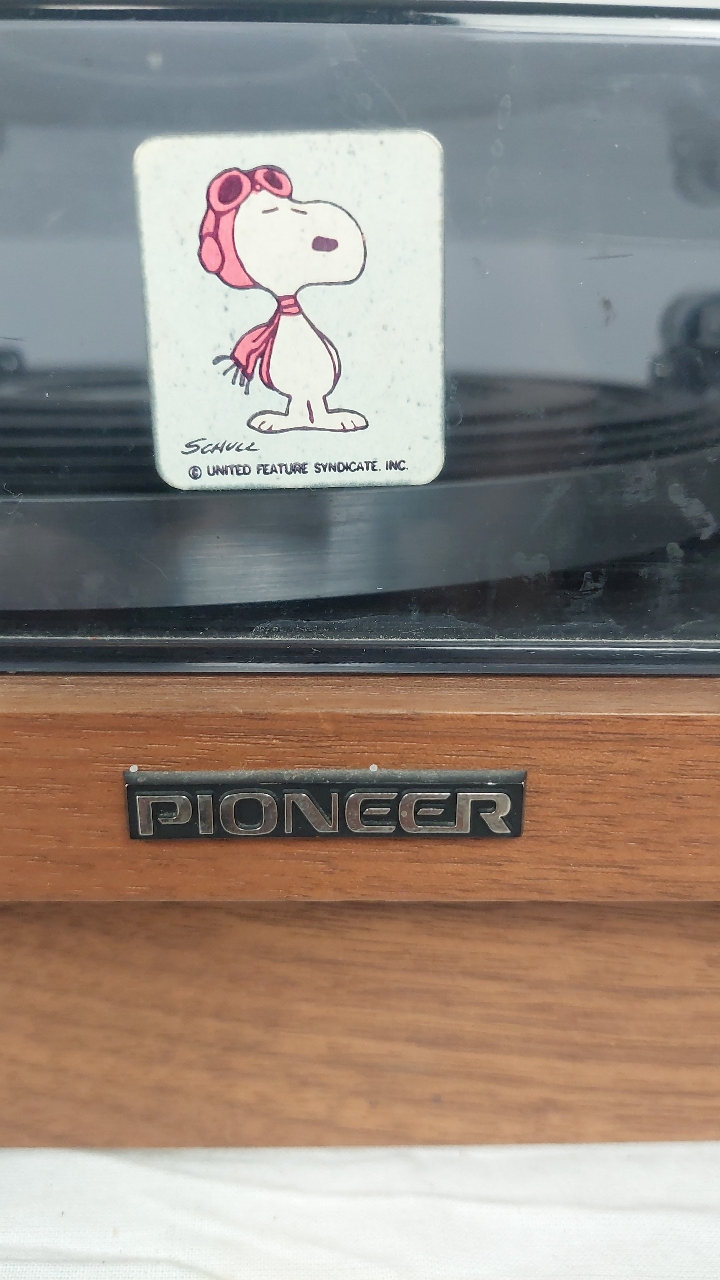 SCHULZ
© UNITED FEATURE SYNDICATE, INC.
PIONEER